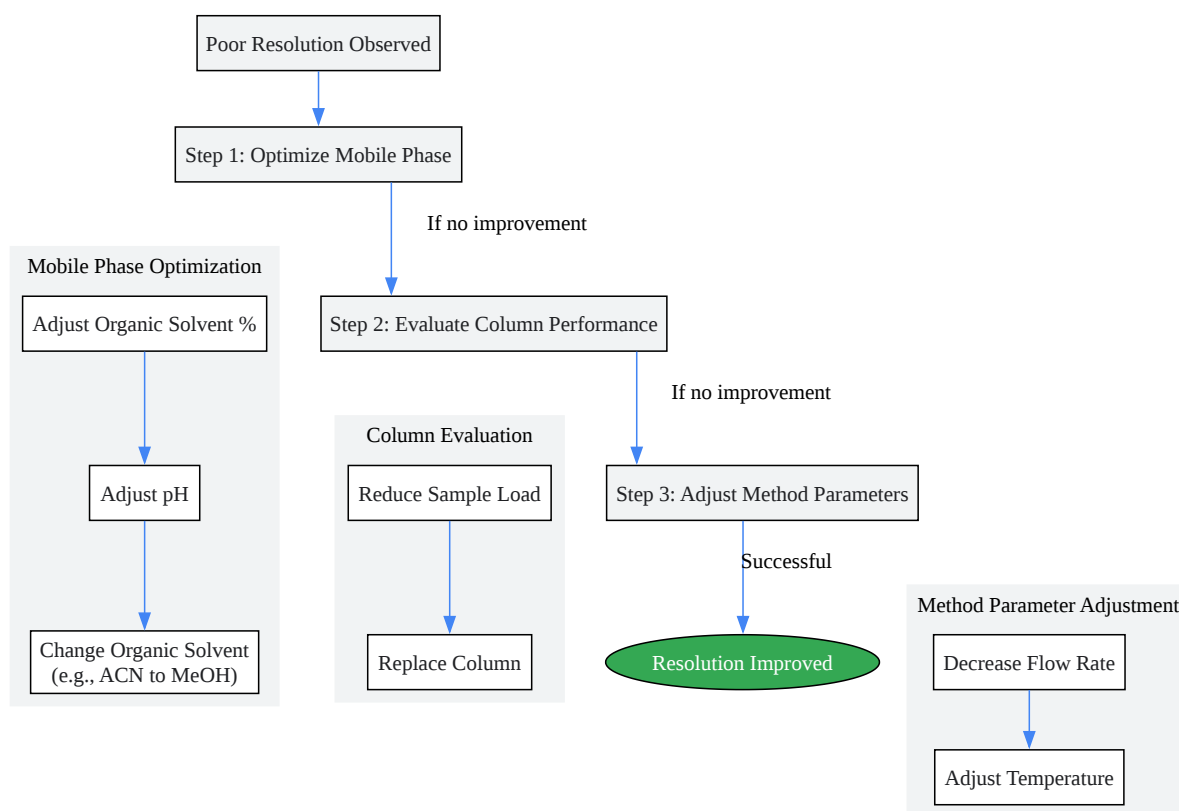 Poor Resolution Observed
Step 1: Optimize Mobile Phase
If no improvement
Mobile Phase Optimization
Adjust Organic Solvent %
Step 2: Evaluate Column Performance
If no improvement
Column Evaluation
Adjust pH
Reduce Sample Load
Step 3: Adjust Method Parameters
Successful
Method Parameter Adjustment
Change Organic Solvent
(e.g., ACN to MeOH)
Replace Column
Resolution Improved
Decrease Flow Rate
Adjust Temperature